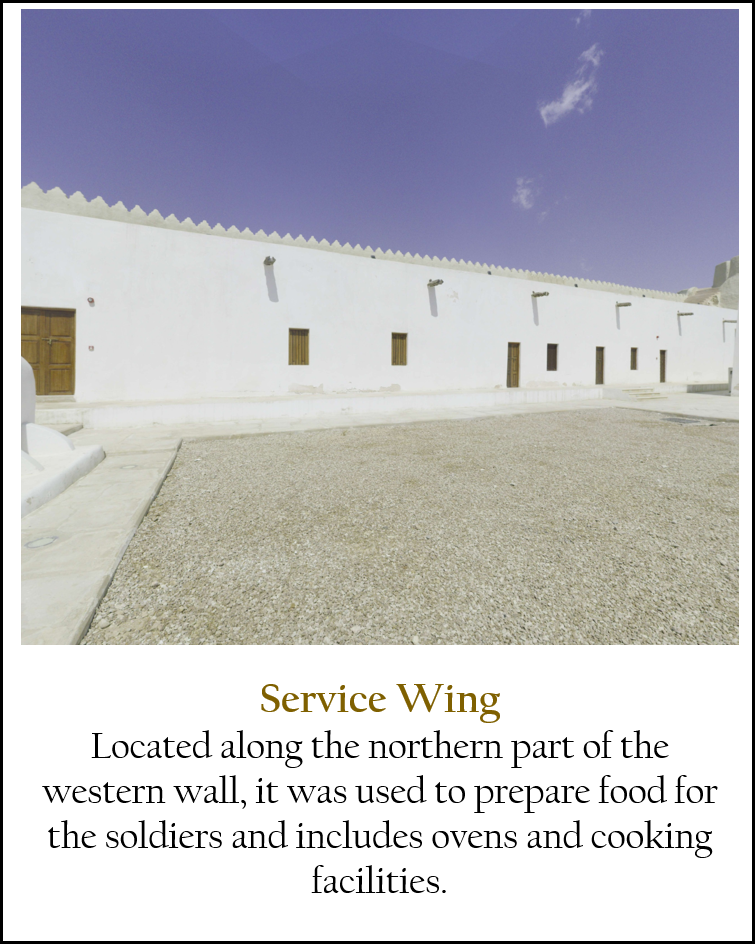 Service Wing
Located along the northern part of the
western wall, it was used to prepare food for
the soldiers and includes ovens and cooking
facilities.